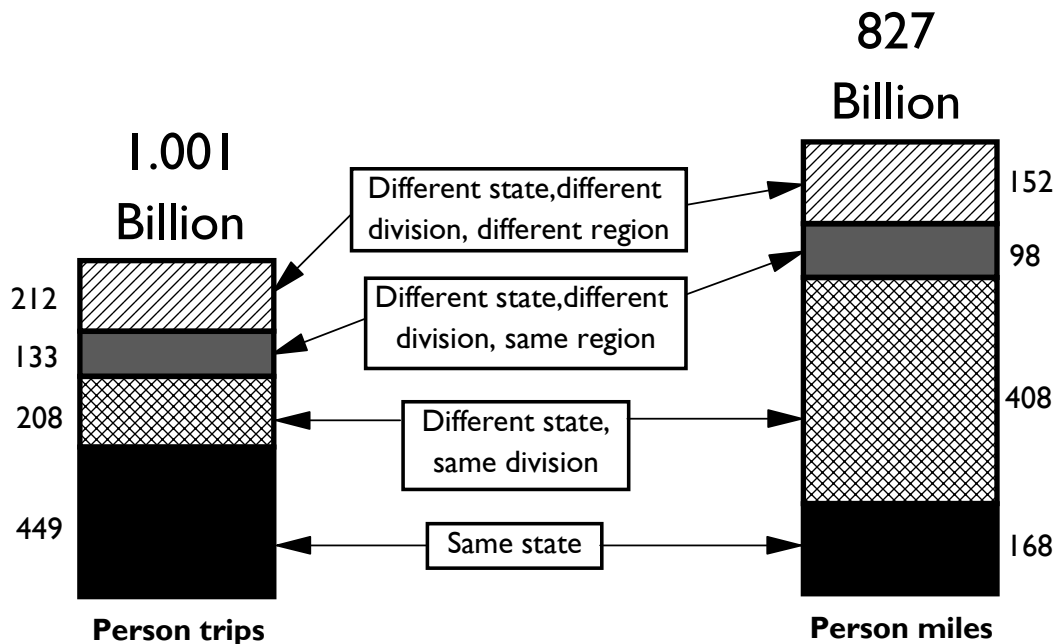 827
Billion
1.001
Billion
Different state,different
division, different region
152
98
212
Different state,different
division, same region
133
208
408
Different state,
same division
449
Same state
168
Person trips
Person miles